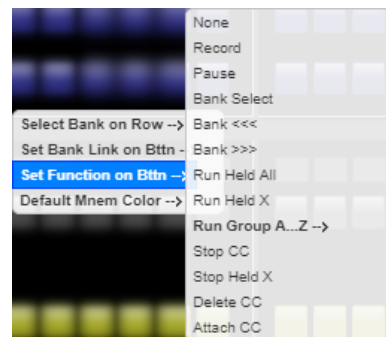 None
Record
Pause
Bank Select
Select Bank on Row -->
Bank <<<
Set Bank Link on Bttn -
Bank >>>
Set Function on Bttn -->
Run Held All
Default Mnem Color -->
Run Held X
Run Group A...Z -->
Stop CC
Stop Held X
Delete CC
Attach CC